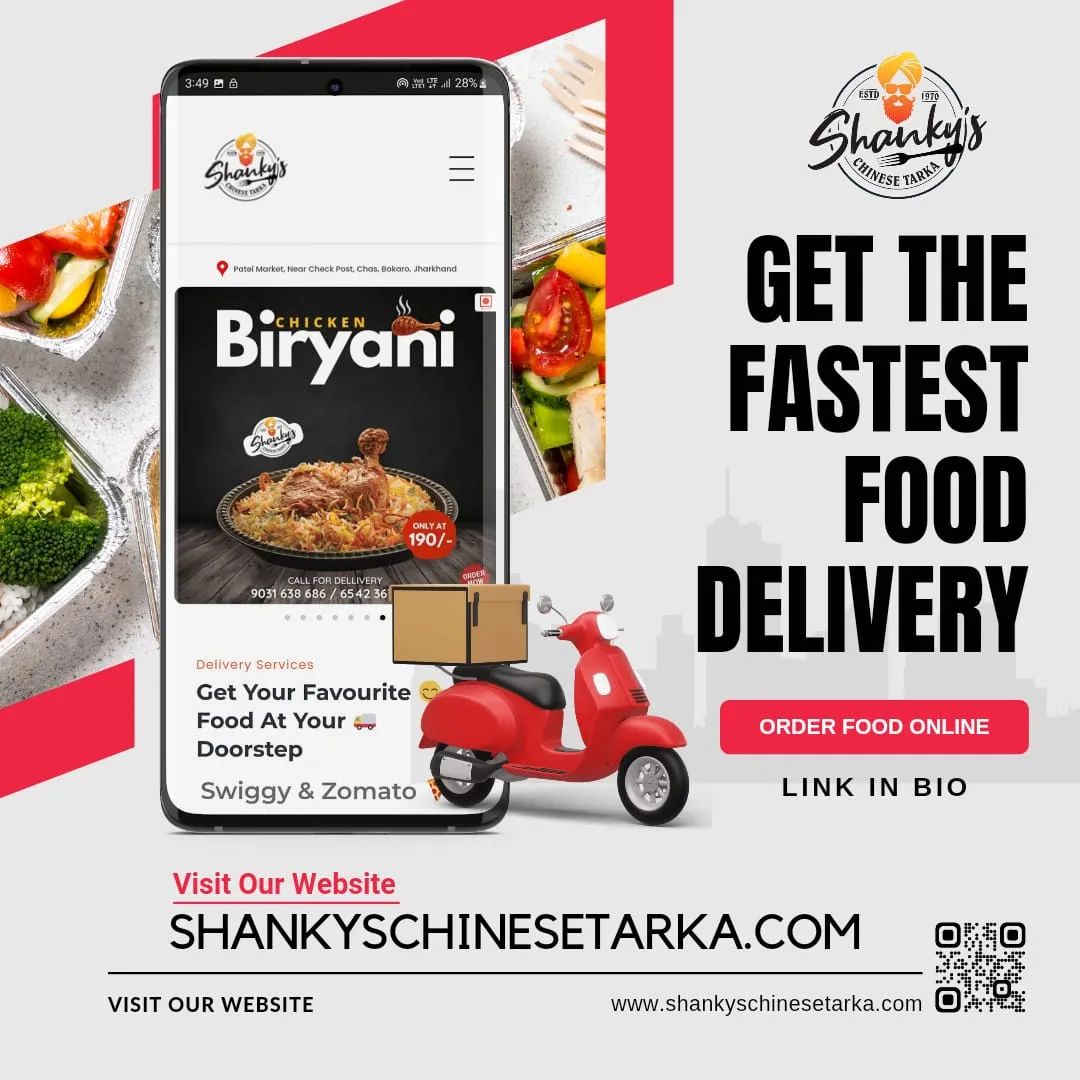 3:49
LTE 28%
Shanky's
CHINESE TARKA
Patel Market, Near Check Post, Chas, Bokaro, Jharkhand
CHICKEN
Biryani
Shanky's
ONLY AT
190/-
ORDER
NOW
CALL FOR DELLIVERY
9031 638 686 / 6542 36
Delivery Services
Get Your Favourite 😊
Food At Your 🚚
Doorstep
Swiggy & Zomato
ESTD 1970
Shanky's
CHINESE TARKA
GET THE
FASTEST
FOOD
DELIVERY
ORDER FOOD ONLINE
LINK IN BIO
Visit Our Website
SHANKYSCHINESETARKA.COM
VISIT OUR WEBSITE
www.shankyschinesetarka.com